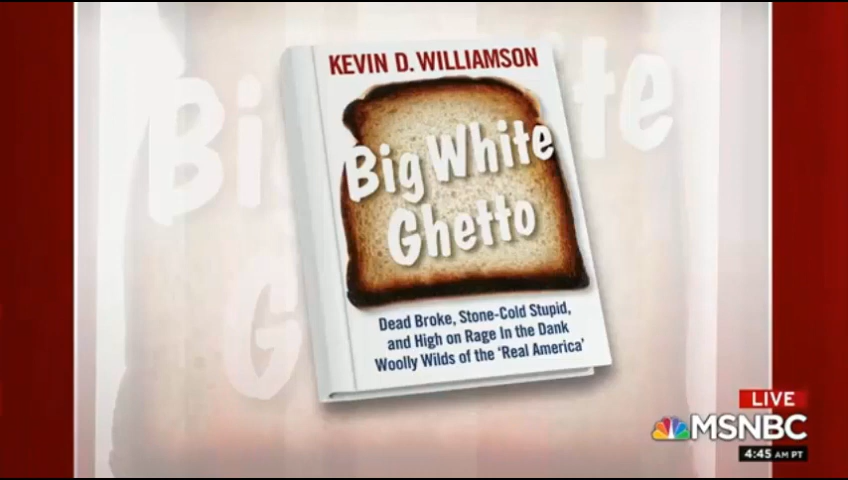 KEVIN D. WILLIAMSON
Big White
Ghetto
Dead Broke, Stone-Cold Stupid,
and High on Rage In the Dank
Woolly Wilds of the 'Real America'
LIVE
MSNBC
4:45 AM PT